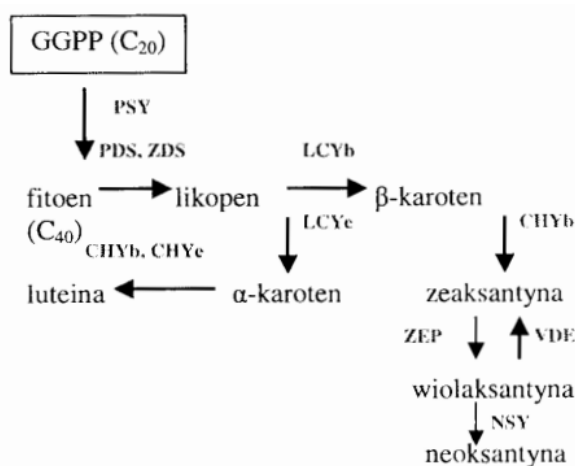 GGPP (C₂₀)
PSY
PDS, ZDS
LCYb
fitoen
likopen
β-karoten
(C₄₀)
LCYe
CHYb
CHYb, CHYe
luteina
α-karoten
zeaksantyna
ZEP
VDE
wiolaksantyna
NSY
neoksantyna